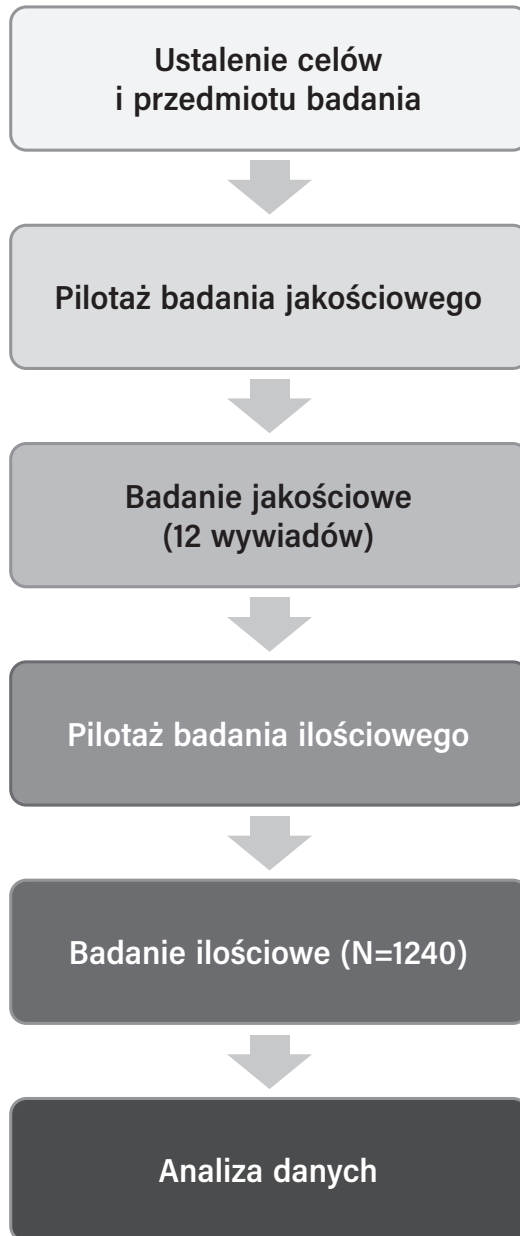 Ustalenie celów
i przedmiotu badania
Pilotaż badania jakościowego
Badanie jakościowe
(12 wywiadów)
Pilotaż badania ilościowego
Badanie ilościowe (N=1240)
Analiza danych